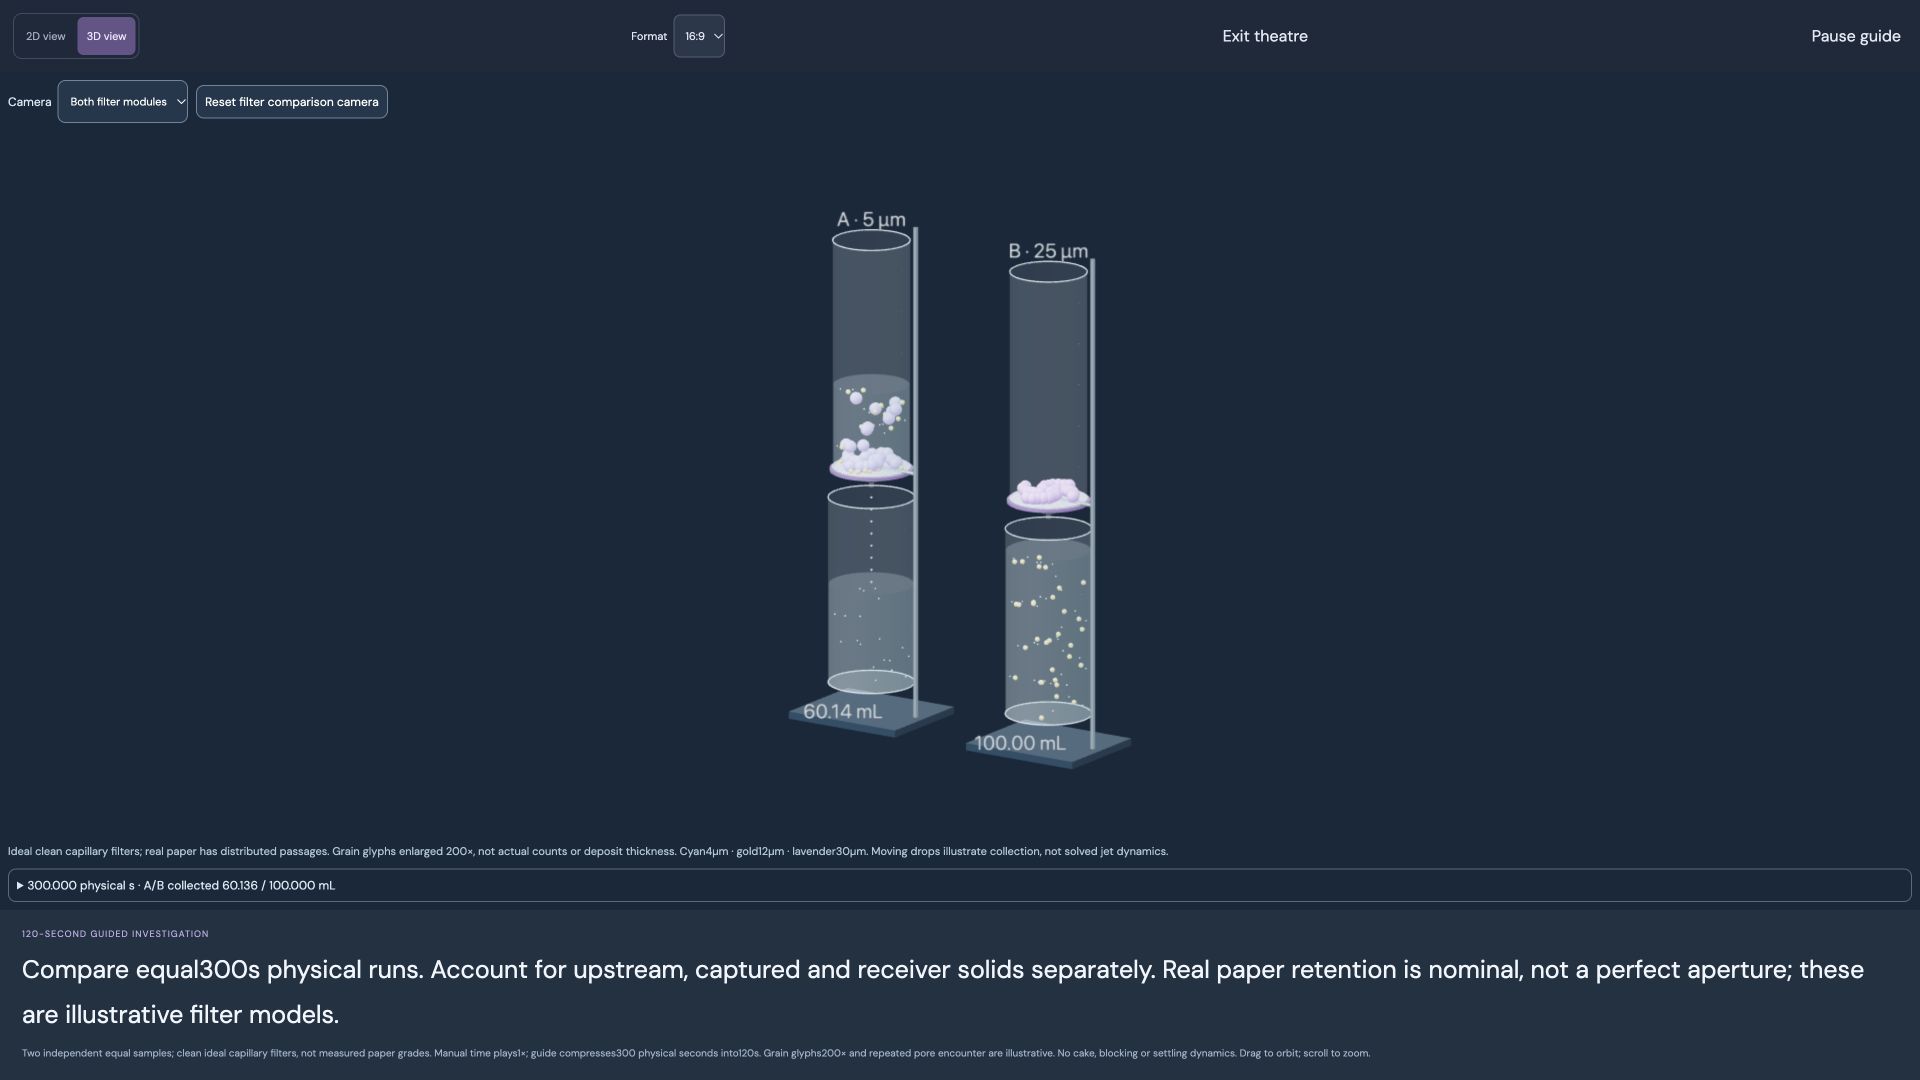 2D view
3D view
Format
16:9
Exit theatre
Pause guide
Camera
Both filter modules
Reset filter comparison camera
A · 5 µm
B · 25 µm
60.14 mL
100.00 mL
Ideal clean capillary filters; real paper has distributed passages. Grain glyphs enlarged 200×, not actual counts or deposit thickness. Cyan4µm · gold12µm · lavender30µm. Moving drops illustrate collection, not solved jet dynamics.
300.000 physical s · A/B collected 60.136 / 100.000 mL
120-SECOND GUIDED INVESTIGATION
Compare equal300s physical runs. Account for upstream, captured and receiver solids separately. Real paper retention is nominal, not a perfect aperture; these
are illustrative filter models.
Two independent equal samples; clean ideal capillary filters, not measured paper grades. Manual time plays1×; guide compresses300 physical seconds into120s. Grain glyphs200× and repeated pore encounter are illustrative. No cake, blocking or settling dynamics. Drag to orbit; scroll to zoom.